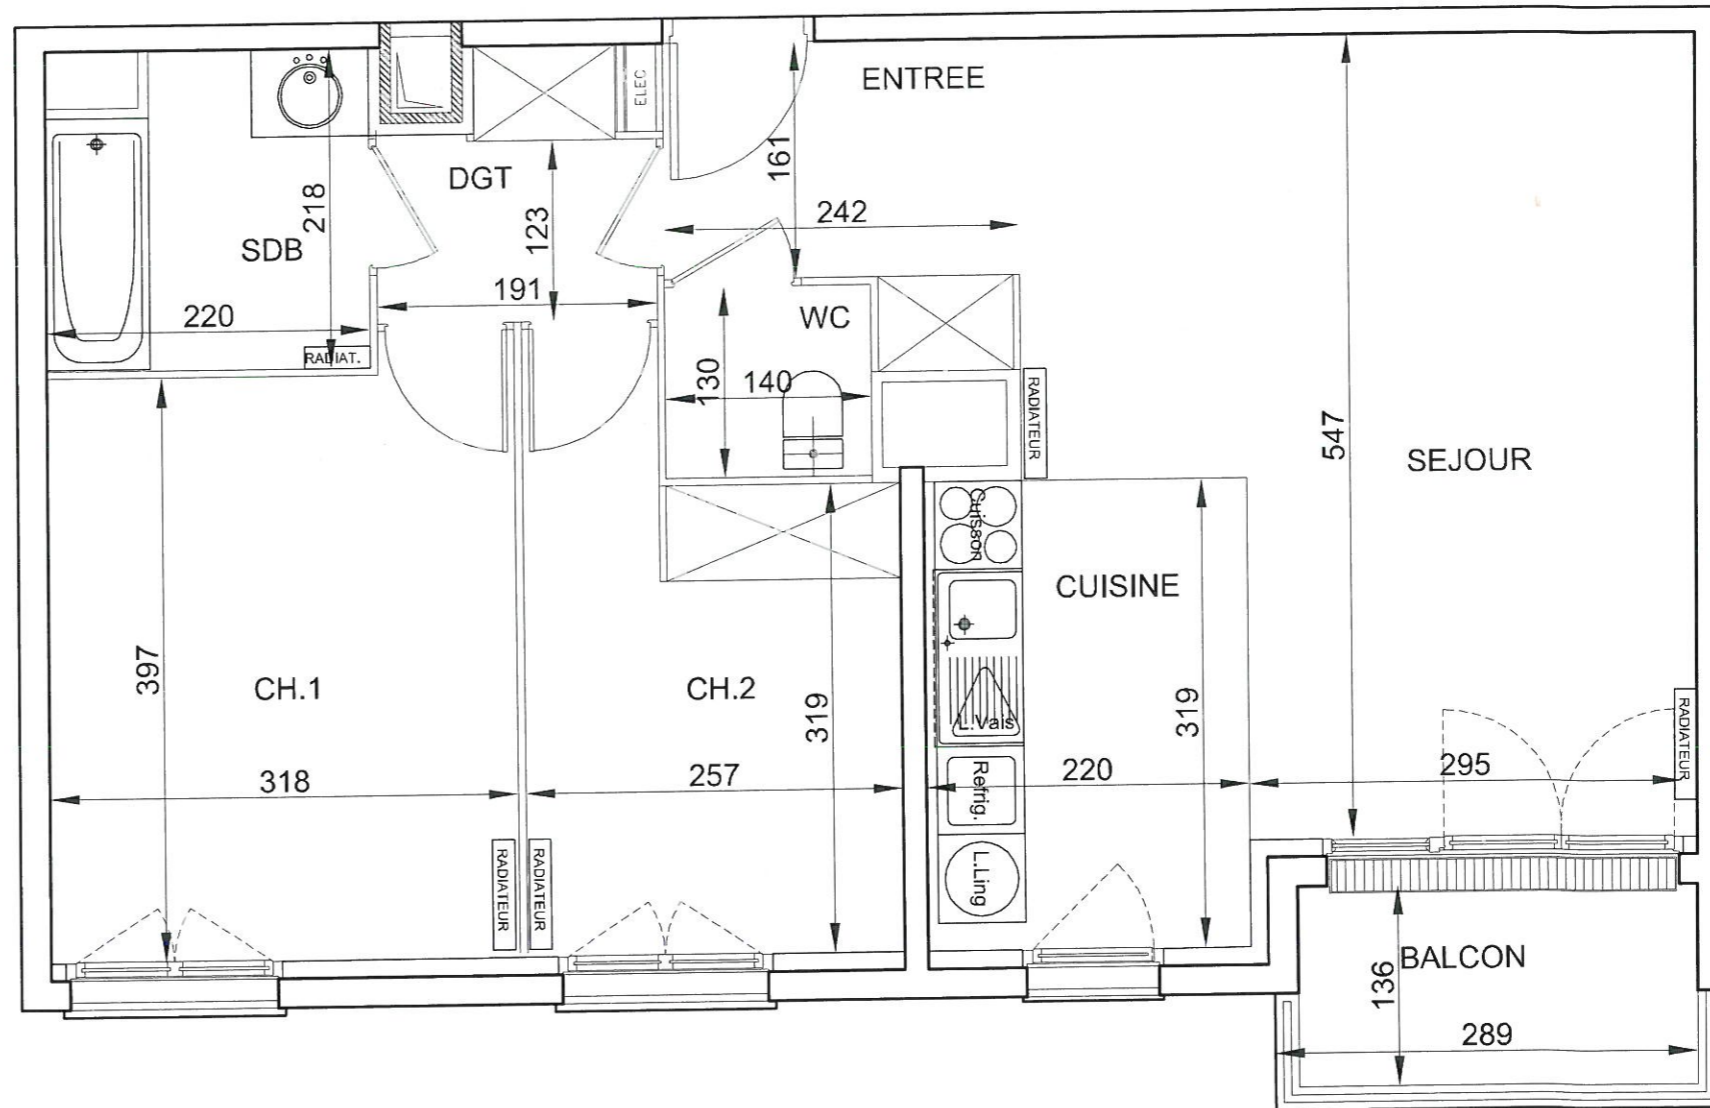 ELEC
ENTREE
161
DGT
218
123
242
SDB
547
191
220
WC
RADIAT.
130
140
RADIATEUR
SEJOUR
Cuisson
CUISINE
397
CH.1
CH.2
319
319
L.Vais
RADIATEUR
318
257
Refrig.
220
295
RADIATEUR
RADIATEUR
L.Ling
BALCON
136
289